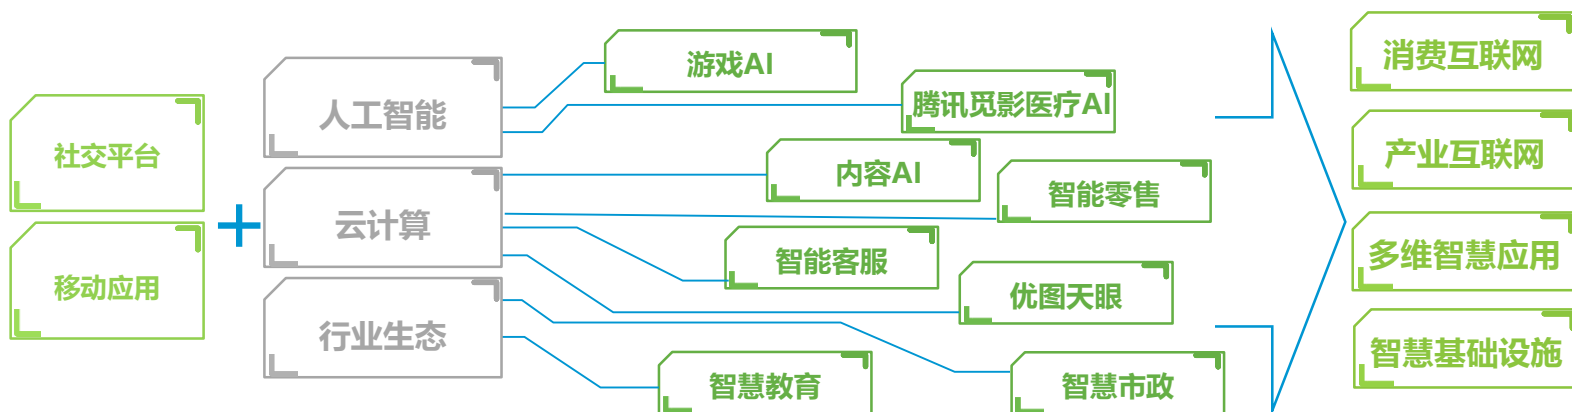 社交平台
移动应用
人工智能
云计算
行业生态
游戏AI
腾讯觅影医疗AI
内容AI
智能零售
智能客服
优图天眼
智慧教育
智慧市政
消费互联网
产业互联网
多维智慧应用
智慧基础设施